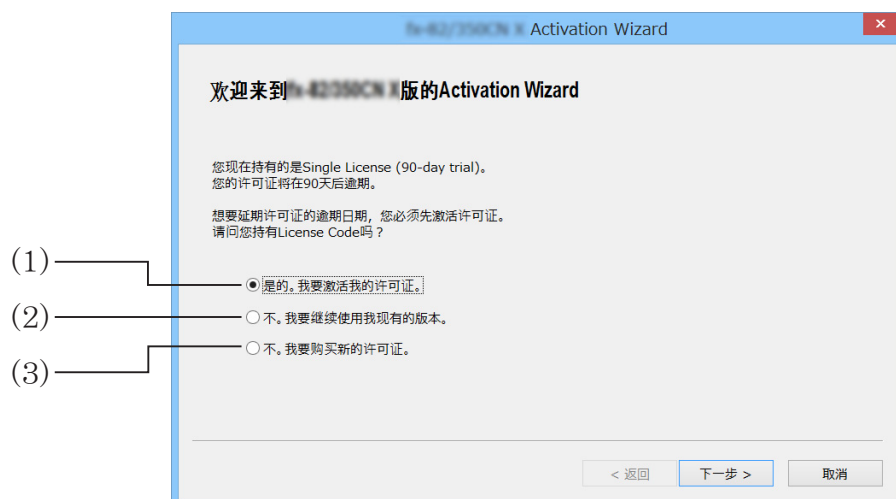 Activation Wizard
欢迎来到 版的Activation Wizard
您现在持有的是Single License (90-day trial)。
您的许可证将在90天后逾期。
想要延期许可证的逾期日期，您必须先激活许可证。
请问您持有License Code吗？
(1)
是的。我要激活我的许可证。
(2)
不。我要继续使用我现有的版本。
(3)
不。我要购买新的许可证。
< 返回 下一步 > 取消